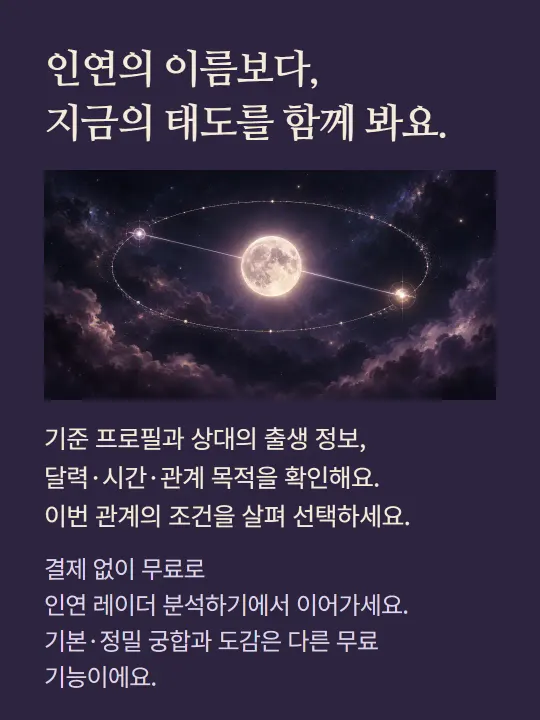 인연의 이름보다,
지금의 태도를 함께 봐요.
기준 프로필과 상대의 출생 정보,
달력·시간·관계 목적을 확인해요.
이번 관계의 조건을 살펴 선택하세요.
결제 없이 무료로
인연 레이더 분석하기에서 이어가세요.
기본·정밀 궁합과 도감은 다른 무료
기능이에요.